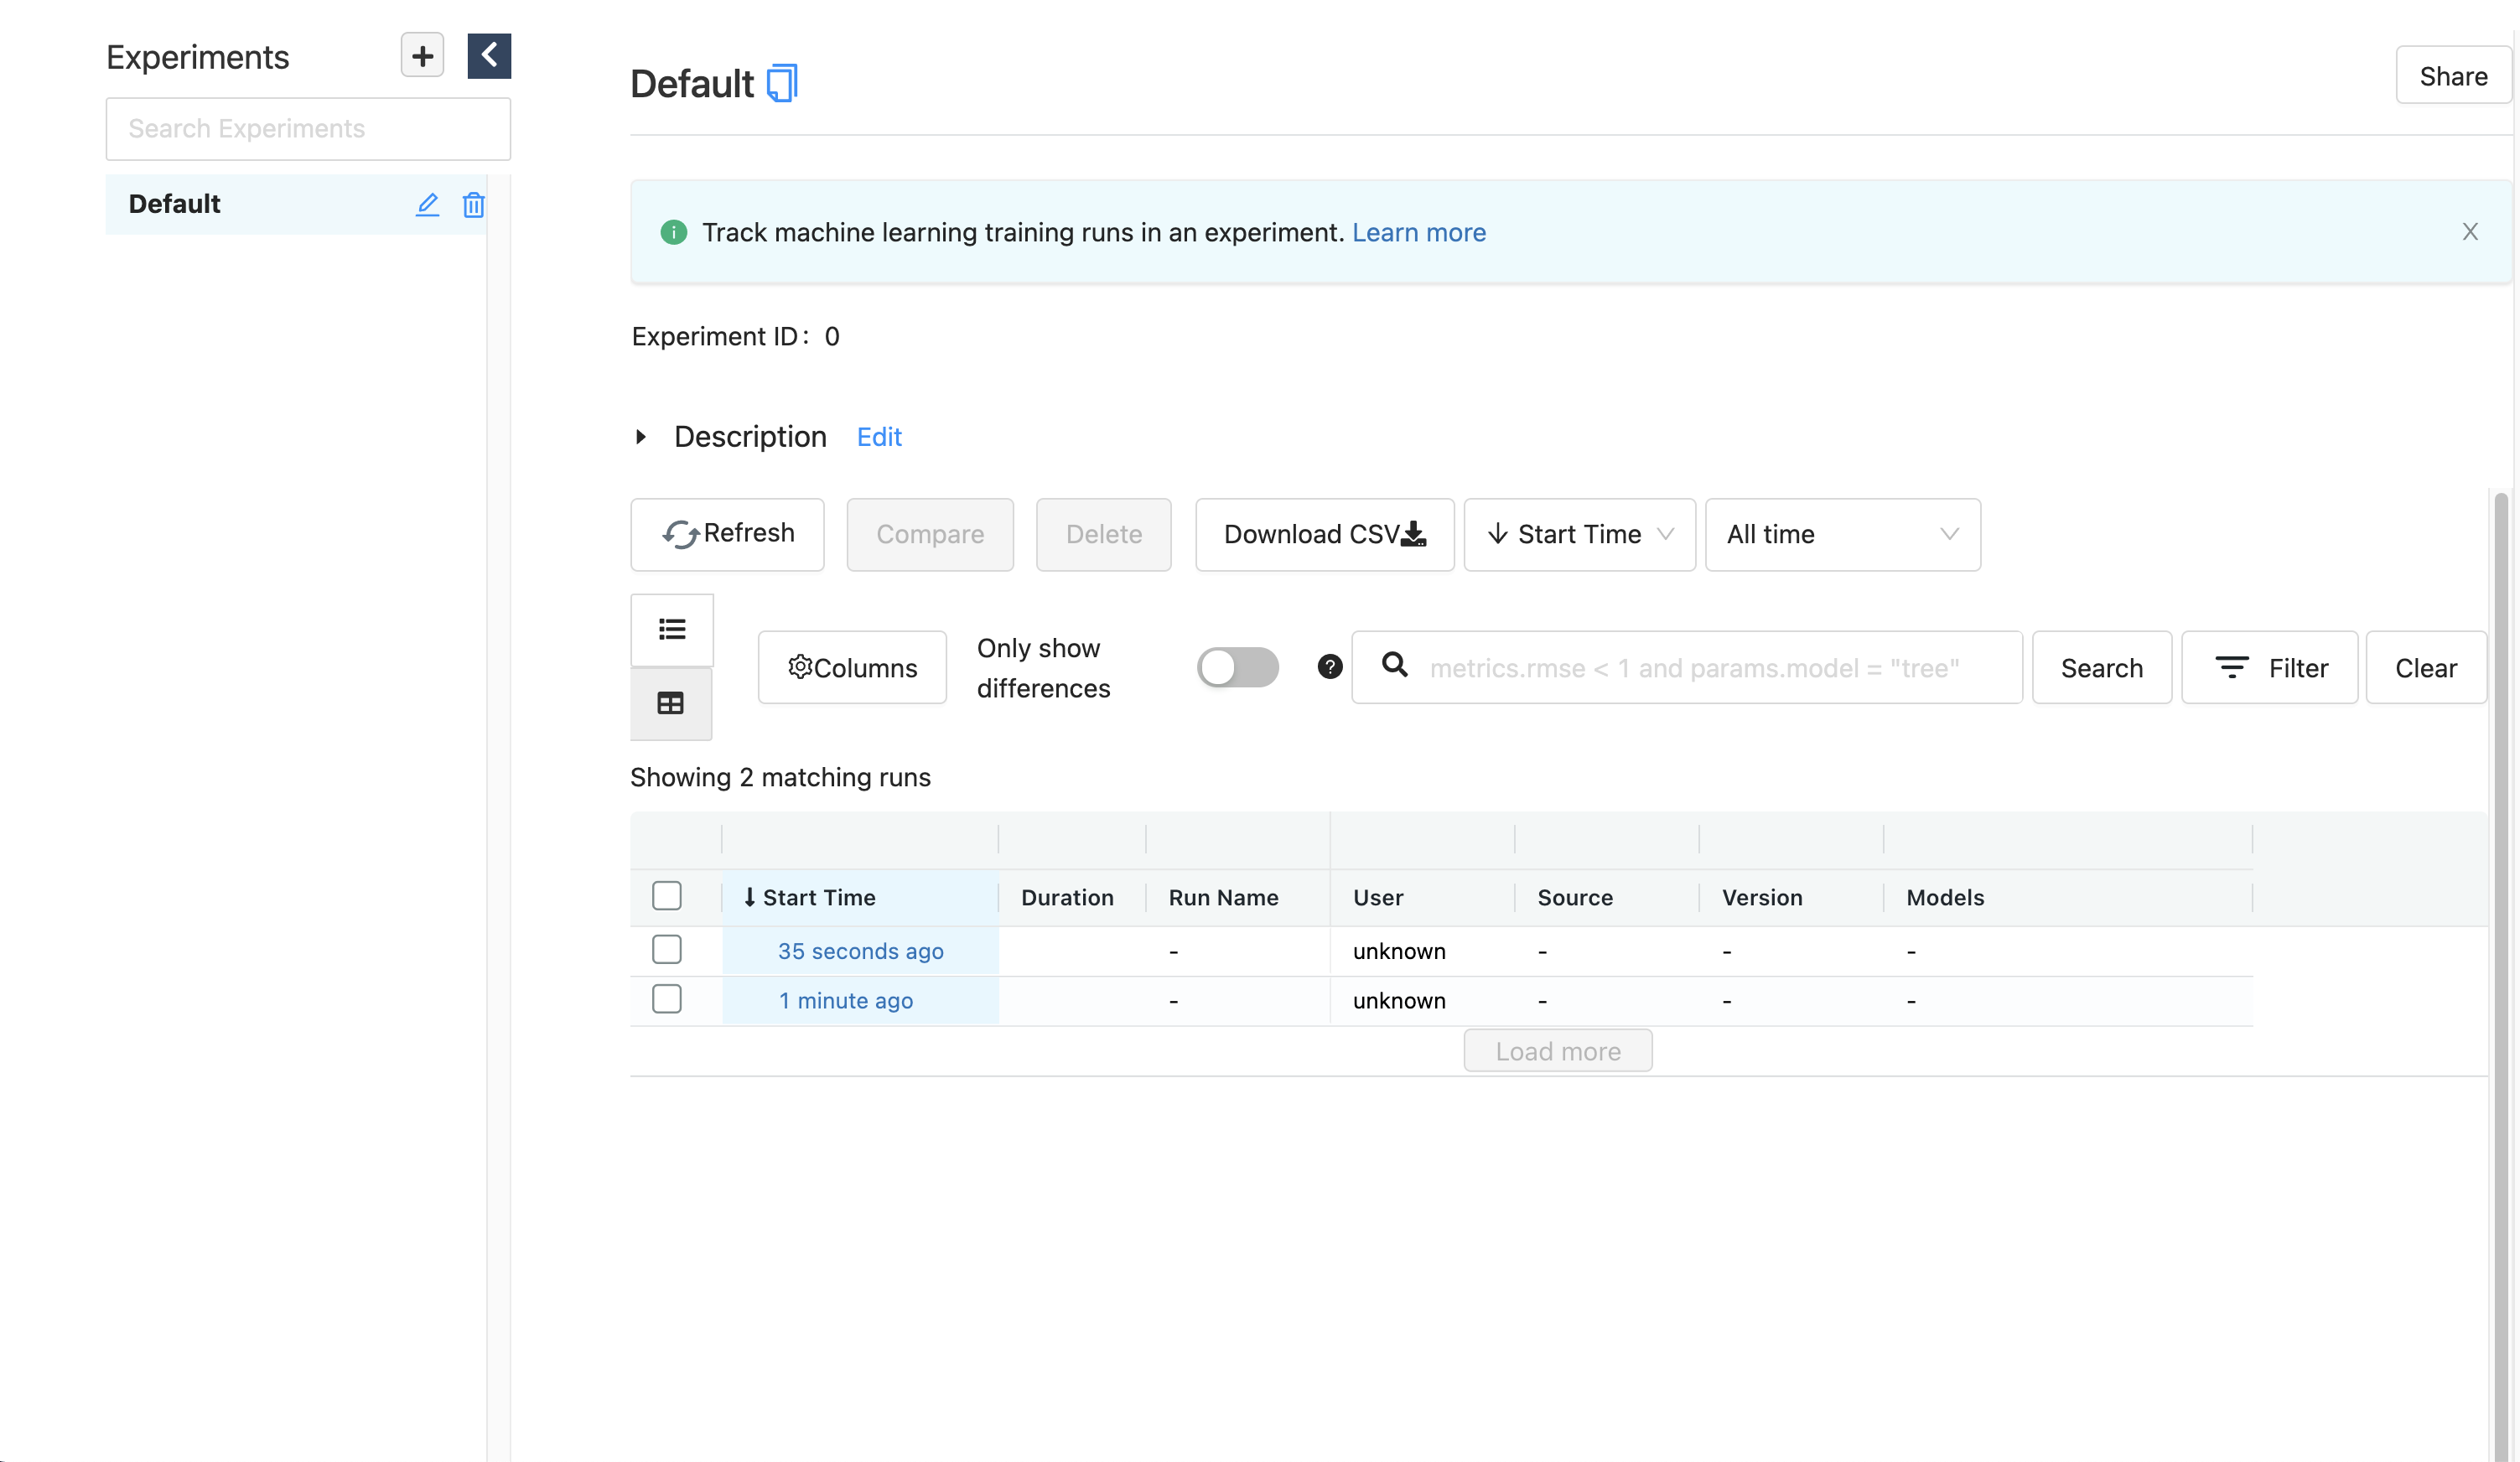 Experiments
Search Experiments
Default
Default
Share
Track machine learning training runs in an experiment. Learn more
X
Experiment ID: 0
Description Edit
Refresh Compare Delete Download CSV Start Time All time
Columns
Only show
differences
metrics.rmse < 1 and params.model = "tree"
Search Filter Clear
Showing 2 matching runs
Start Time Duration Run Name User Source Version Models
35 seconds ago - unknown - - -
1 minute ago - unknown - - -
Load more